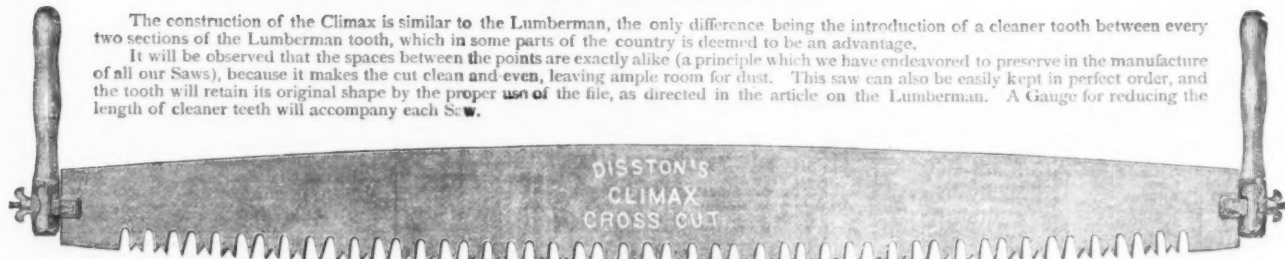 The construction of the Climax is similar to the Lumberman, the only difference being the introduction of a cleaner tooth between every
two sections of the Lumberman tooth, which in some parts of the country is deemed to be an advantage.
It will be observed that the spaces between the points are exactly alike (a principle which we have endeavored to preserve in the manufacture
of all our Saws), because it makes the cut clean and even, leaving ample room for dust. This saw can also be easily kept in perfect order, and
the tooth will retain its original shape by the proper use of the file, as directed in the article on the Lumberman. A Gauge for reducing the
length of cleaner teeth will accompany each Saw.
DISSTON'S
CLIMAX
CROSS CUT.